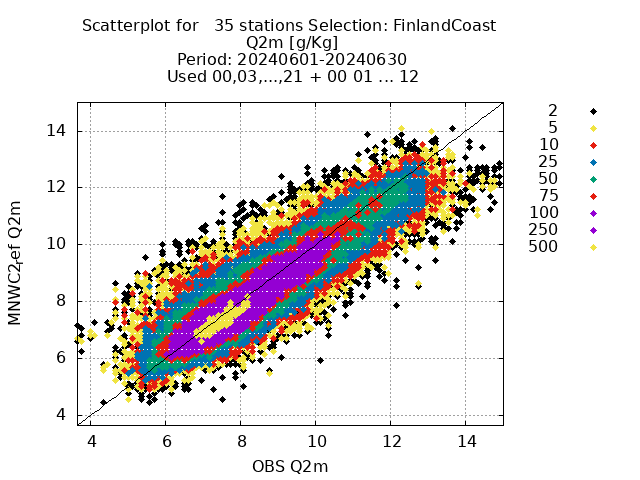 Scatterplot for   35 stations Selection: FinlandCoast
Q2m [g/Kg]
Period: 20240601-20240630
Used 00,03,...,21 + 00 01 ... 12
2
5
10
25
50
75
100
250
500
14
12
10
8
6
4
MNWC2ref Q2m
4 6 8 10 12 14
OBS Q2m